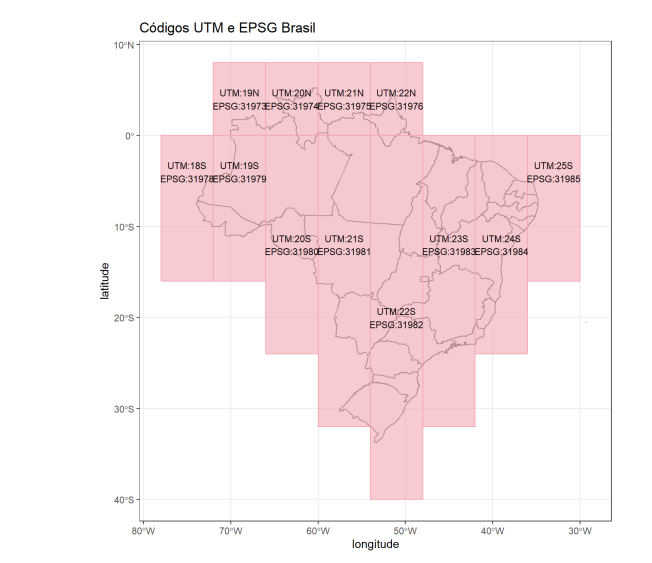 Códigos UTM e EPSG Brasil
10°N
UTM:19N
UTM:20N
UTM:21N
UTM:22N
EPSG:31973
EPSG:31974
EPSG:31975
EPSG:31976
0°
UTM:18S
UTM:19S
UTM:25S
EPSG:31978
EPSG:31979
EPSG:31985
10°S
UTM:20S
UTM:21S
UTM:23S
UTM:24S
EPSG:31980
EPSG:31981
EPSG:31983
EPSG:31984
latitude
UTM:22S
20°S
EPSG:31982
30°S
40°S
80°W
70°W
60°W
50°W
40°W
30°W
longitude